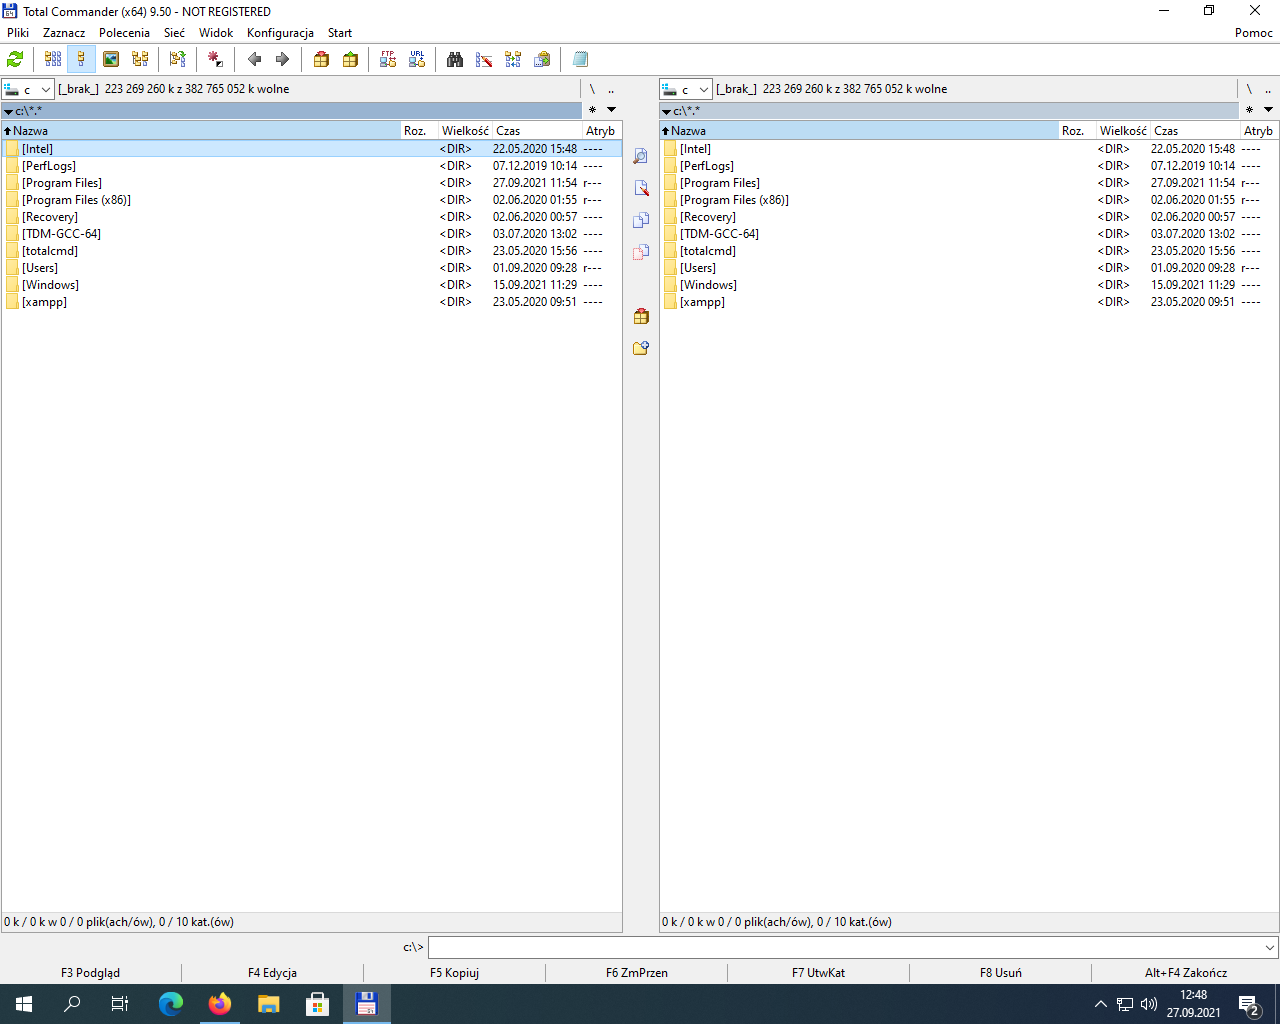 Total Commander (x64) 9.50 - NOT REGISTERED
Pliki Zaznacz Polecenia Sieć Widok Konfiguracja Start Pomoc
FTP URL
c [_brak_] 223 269 260 k z 382 765 052 k wolne \ ..
c:\*.* *
Nazwa Roz. Wielkość Czas Atryb
[Intel] <DIR> 22.05.2020 15:48 ----
[PerfLogs] <DIR> 07.12.2019 10:14 ----
[Program Files] <DIR> 27.09.2021 11:54 r---
[Program Files (x86)] <DIR> 02.06.2020 01:55 r---
[Recovery] <DIR> 02.06.2020 00:57 ----
[TDM-GCC-64] <DIR> 03.07.2020 13:02 ----
[totalcmd] <DIR> 23.05.2020 15:56 ----
[Users] <DIR> 01.09.2020 09:28 r---
[Windows] <DIR> 15.09.2021 11:29 ----
[xampp] <DIR> 23.05.2020 09:51 ----
0 k / 0 k w 0 / 0 plik(ach/ów), 0 / 10 kat.(ów)
c [_brak_] 223 269 260 k z 382 765 052 k wolne \ ..
c:\*.* *
Nazwa Roz. Wielkość Czas Atryb
[Intel] <DIR> 22.05.2020 15:48 ----
[PerfLogs] <DIR> 07.12.2019 10:14 ----
[Program Files] <DIR> 27.09.2021 11:54 r---
[Program Files (x86)] <DIR> 02.06.2020 01:55 r---
[Recovery] <DIR> 02.06.2020 00:57 ----
[TDM-GCC-64] <DIR> 03.07.2020 13:02 ----
[totalcmd] <DIR> 23.05.2020 15:56 ----
[Users] <DIR> 01.09.2020 09:28 r---
[Windows] <DIR> 15.09.2021 11:29 ----
[xampp] <DIR> 23.05.2020 09:51 ----
0 k / 0 k w 0 / 0 plik(ach/ów), 0 / 10 kat.(ów)
c:\>
F3 Podgląd F4 Edycja F5 Kopiuj F6 ZmPrzen F7 UtwKat F8 Usuń Alt+F4 Zakończ
12:48
27.09.2021
2